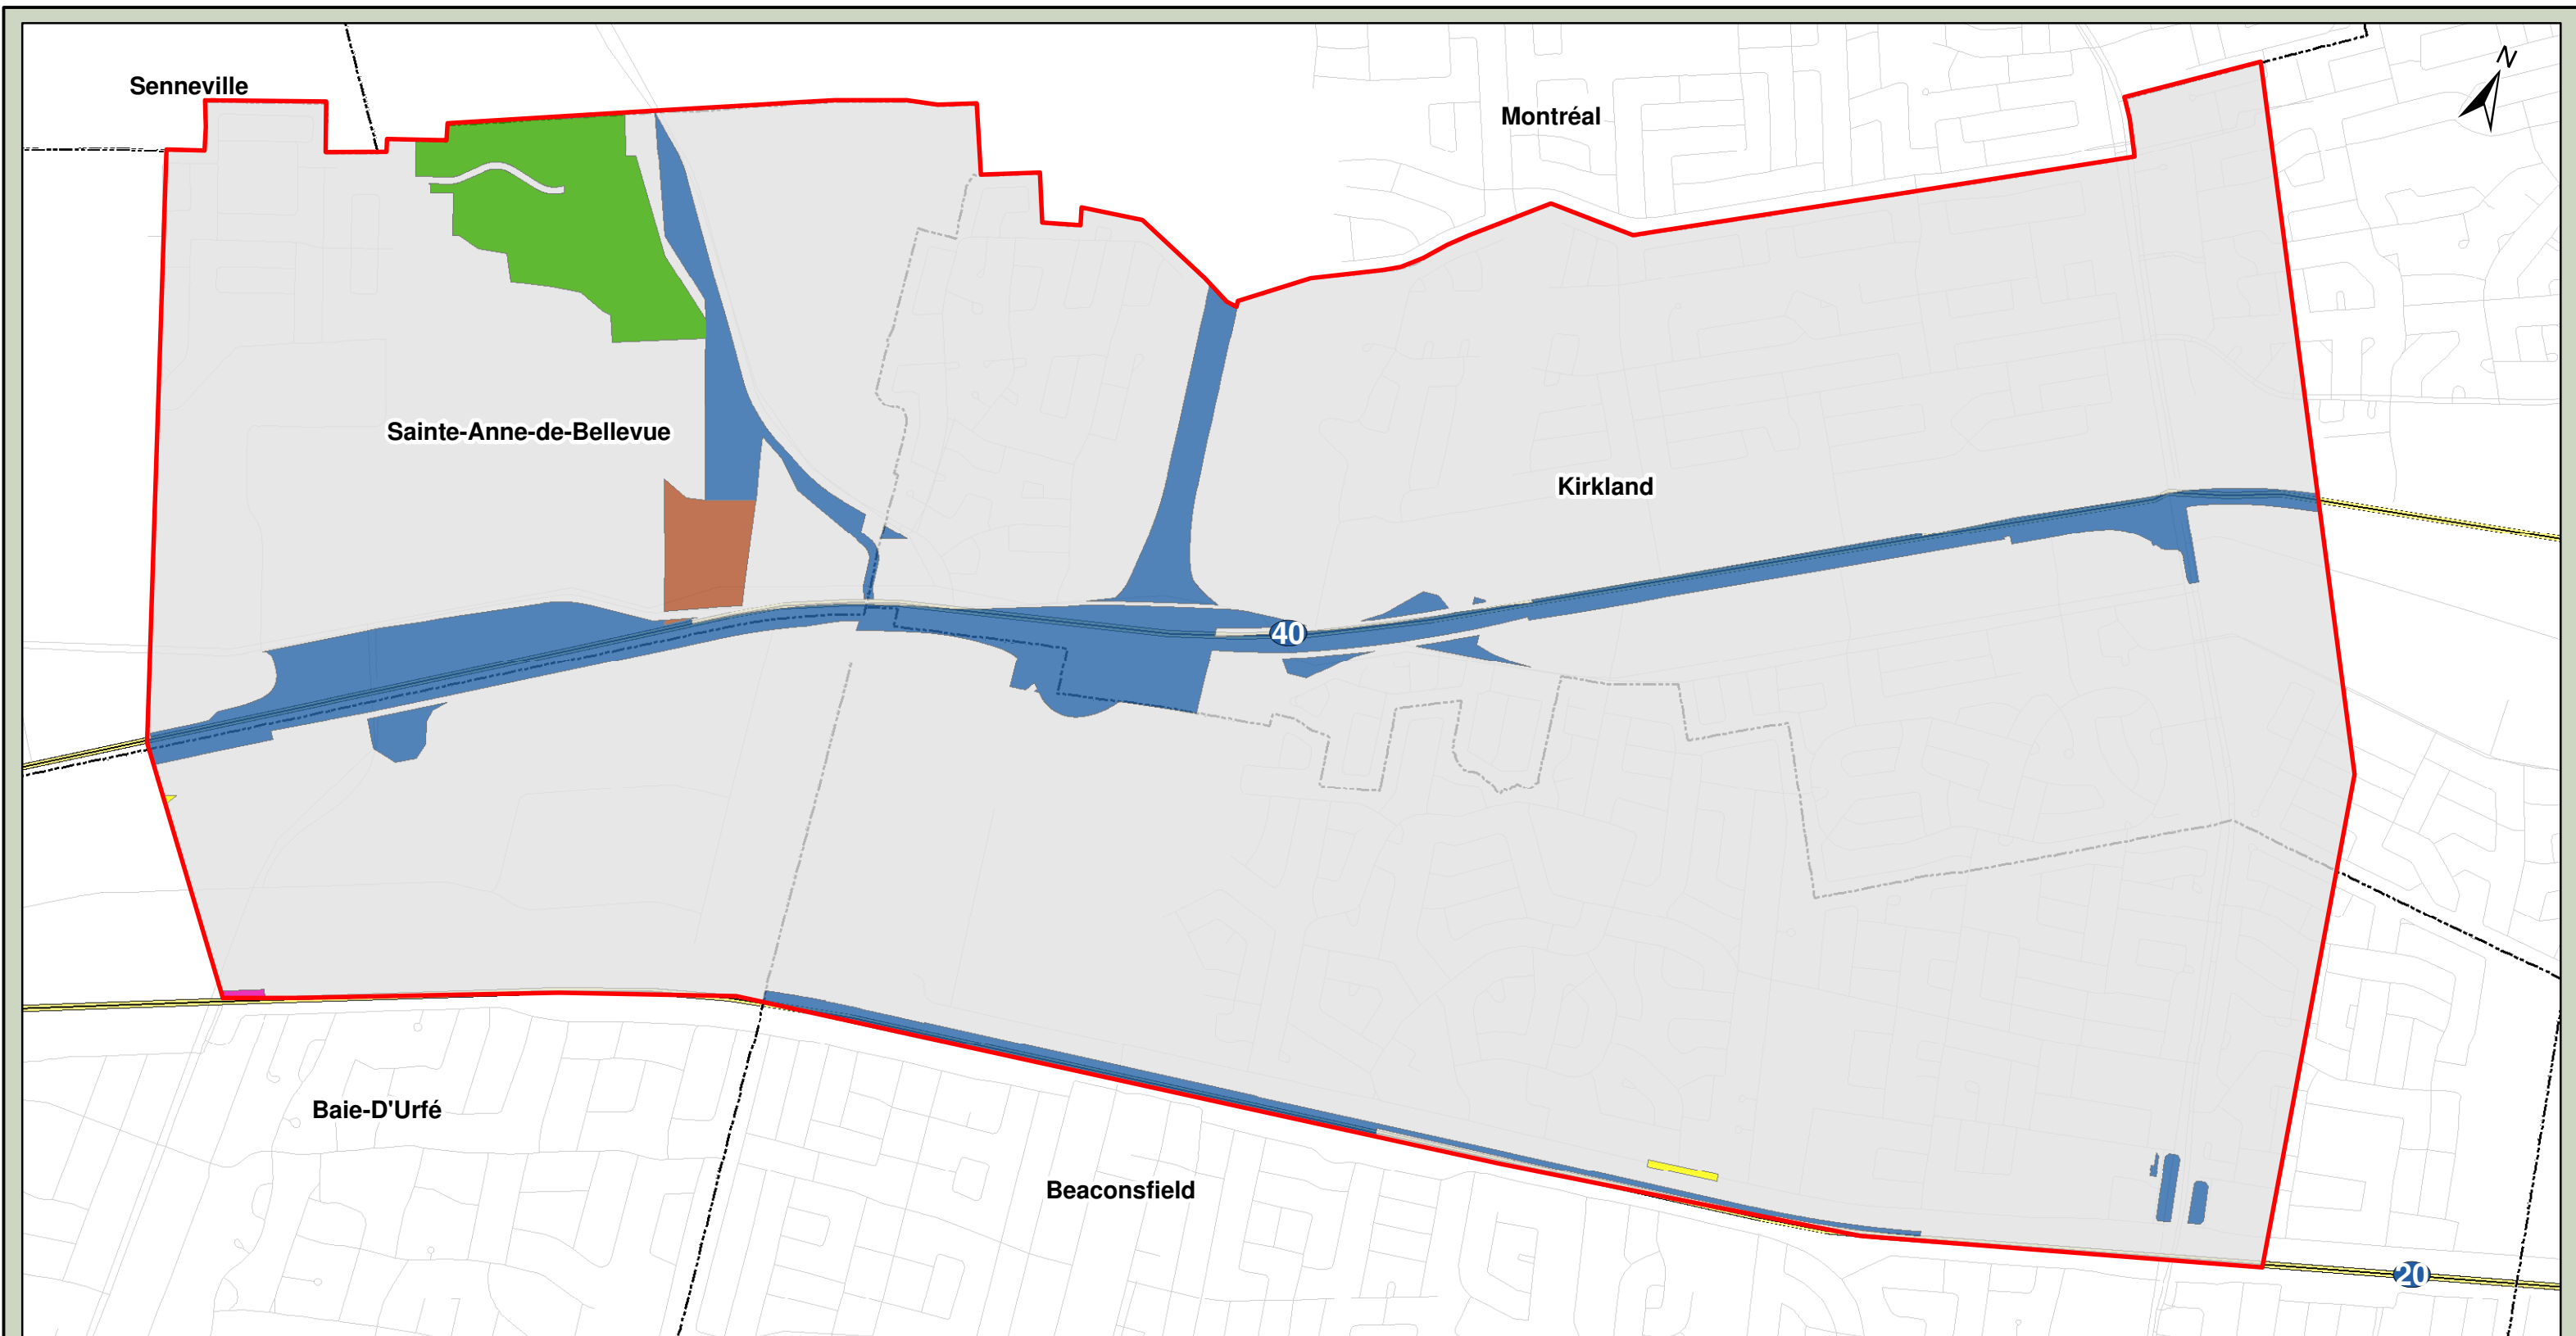 N
Senneville
Montréal
Sainte-Anne-de-Bellevue
Kirkland
40
Baie-D'Urfé
Beaconsfield
20